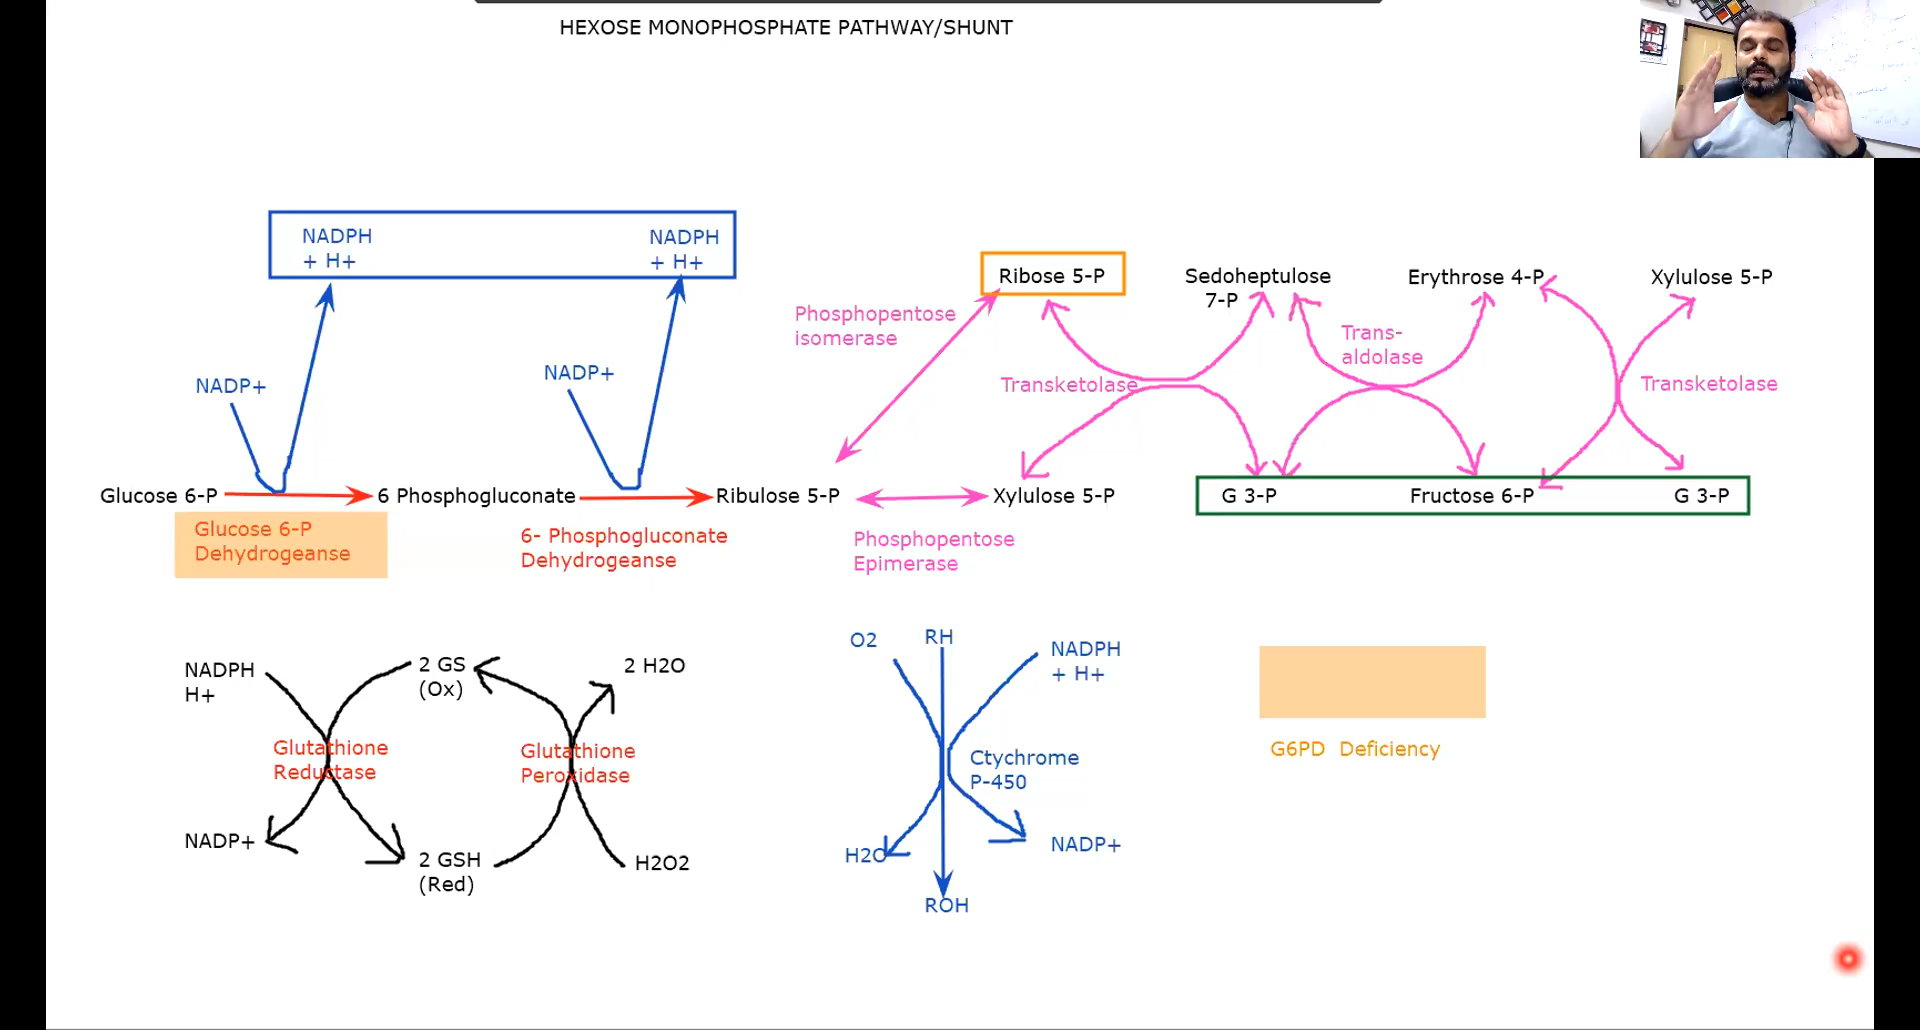 HEXOSE MONOPHOSPHATE PATHWAY/SHUNT
NADPH
+ H+
NADPH
+ H+
NADP+
NADP+
Glucose 6-P
6 Phosphogluconate
Ribulose 5-P
Xylulose 5-P
Glucose 6-P
Dehydrogeanse
6- Phosphogluconate
Dehydrogeanse
Phosphopentose
isomerase
Phosphopentose
Epimerase
Ribose 5-P
Sedoheptulose
7-P
Erythrose 4-P
Xylulose 5-P
Transketolase
Trans-
aldolase
Transketolase
G 3-P
Fructose 6-P
G 3-P
NADPH
H+
2 GS
(Ox)
2 H2O
Glutathione
Reductase
Glutathione
Peroxidase
NADP+
2 GSH
(Red)
H2O2
O2
RH
NADPH
+ H+
Ctychrome
P-450
H2O
NADP+
ROH
G6PD Deficiency